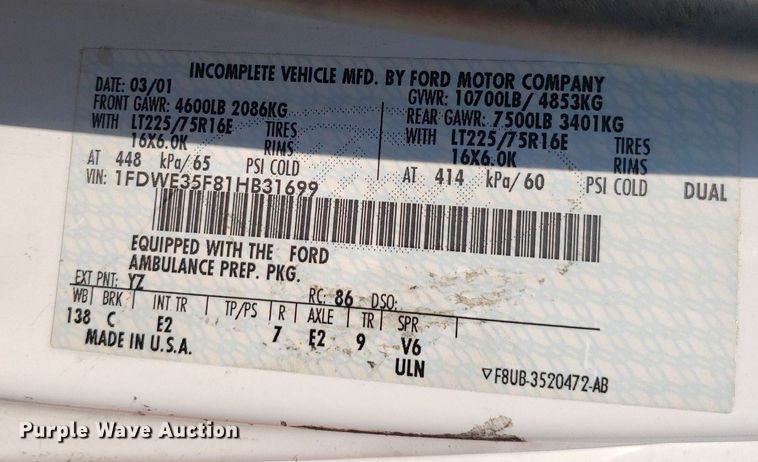 INCOMPLETE VEHICLE MFD. BY FORD MOTOR COMPANY
DATE: 03/01 GVWR: 10700LB/ 4853KG
FRONT GAWR: 4600LB 2086KG REAR GAWR: 7500LB 3401KG
WITH LT225/75R16E TIRES WITH LT225/75R16E TIRES
16X6.0K RIMS 16X6.0K RIMS
AT 448 kPa/65 PSI COLD AT 414 kPa/60 PSI COLD DUAL
VIN: 1FDWE35F81HB31699
EQUIPPED WITH THE FORD
AMBULANCE PREP. PKG.
EXT PNT: YZ RC: 86 DSO:
WB BRK INT TR TP/PS R AXLE TR SPR
138 C E2 7 E2 9 V6
MADE IN U.S.A. ULN
▽F8UB-3520472-AB
Purple Wave Auction